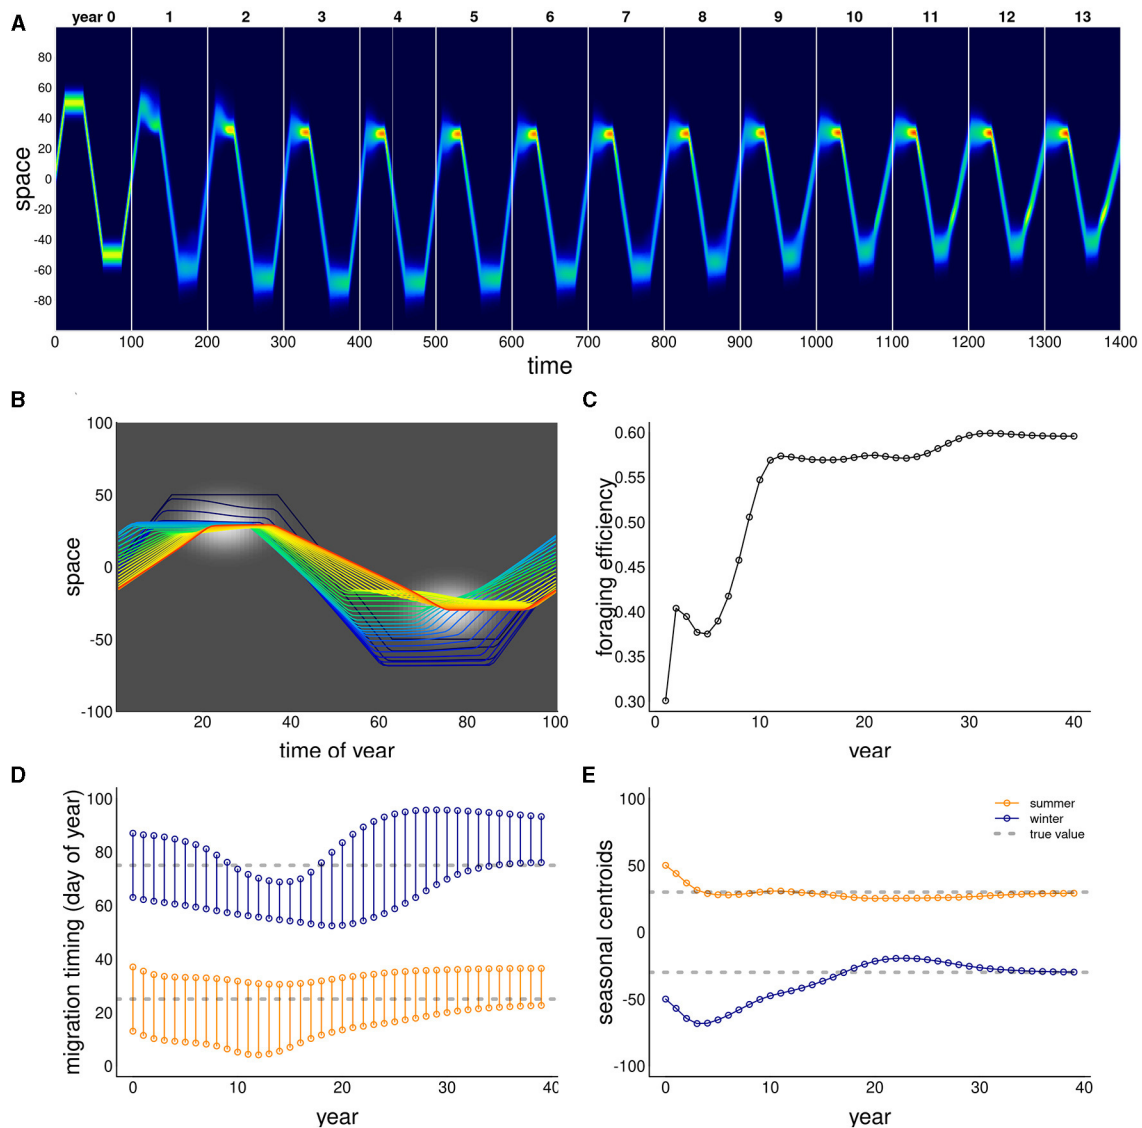 A
year 0 1 2 3 4 5 6 7 8 9 10 11 12 13
80
60
40
20
0
-20
-40
-60
-80
space
0 100 200 300 400 500 600 700 800 900 1000 1100 1200 1300 1400
time
B
100
50
0
-50
-100
space
20 40 60 80 100
time of year
C
0.60
0.55
0.50
0.45
0.40
0.35
0.30
foraging efficiency
0 10 20 30 40
year
D
100
80
60
40
20
0
migration timing (day of year)
0 10 20 30 40
year
E
100
50
0
-50
-100
seasonal centroids
summer
winter
true value
0 10 20 30 40
year